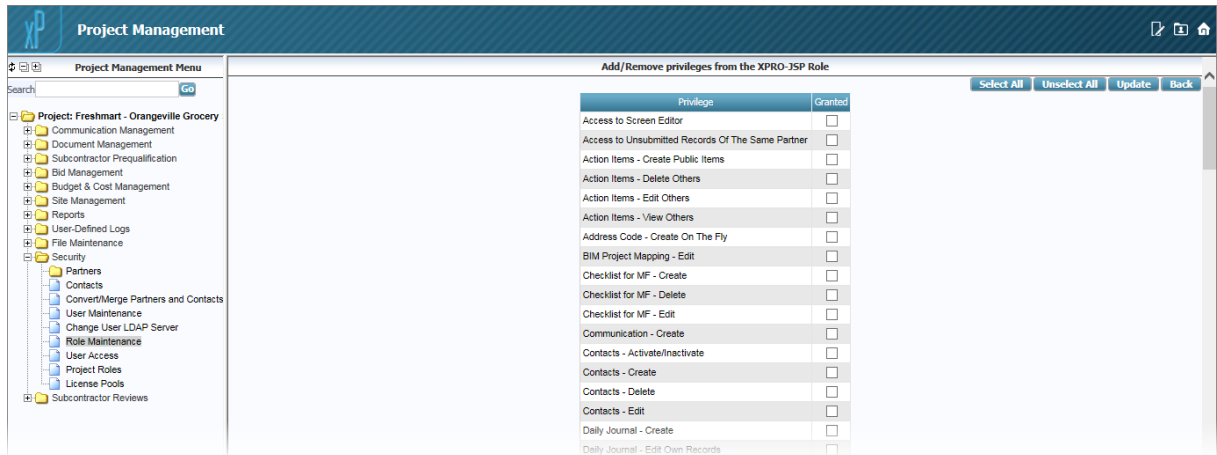 xP
Project Management
Project Management Menu
Add/Remove privileges from the XPRO-JSP Role
Search
Go
Select All
Unselect All
Update
Back
Project: Freshmart - Orangeville Grocery
Communication Management
Document Management
Subcontractor Prequalification
Bid Management
Budget & Cost Management
Site Management
Reports
User-Defined Logs
File Maintenance
Security
Partners
Contacts
Convert/Merge Partners and Contacts
User Maintenance
Change User LDAP Server
Role Maintenance
User Access
Project Roles
License Pools
Subcontractor Reviews
Privilege Granted
Access to Screen Editor
Access to Unsubmitted Records Of The Same Partner
Action Items - Create Public Items
Action Items - Delete Others
Action Items - Edit Others
Action Items - View Others
Address Code - Create On The Fly
BIM Project Mapping - Edit
Checklist for MF - Create
Checklist for MF - Delete
Checklist for MF - Edit
Communication - Create
Contacts - Activate/Inactivate
Contacts - Create
Contacts - Delete
Contacts - Edit
Daily Journal - Create
Daily Journal - Edit Own Records